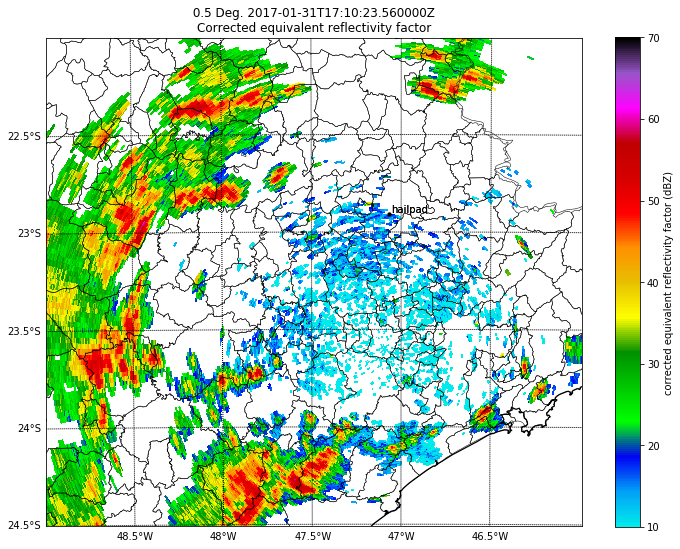 0.5 Deg. 2017-01-31T17:10:23.560000Z
Corrected equivalent reflectivity factor
22.5°S
23°S
23.5°S
24°S
24.5°S
hailpad
48.5°W
48°W
47.5°W
47°W
46.5°W
70
60
50
40
30
20
10
corrected equivalent reflectivity factor (dBZ)